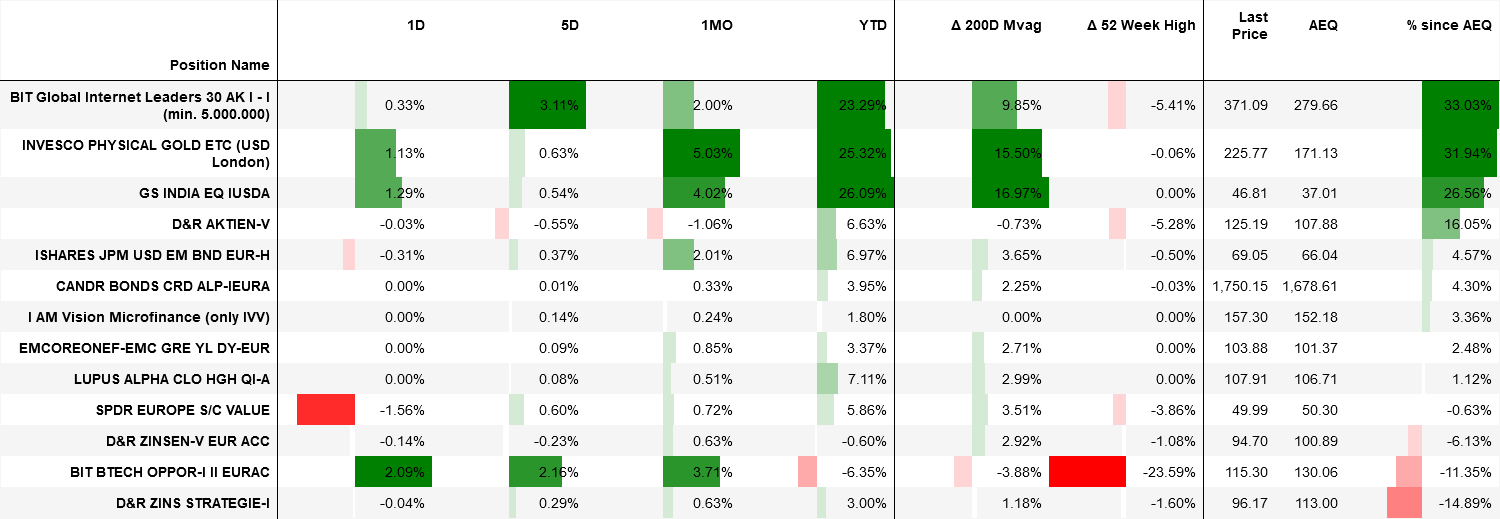 Position Name 1D 5D 1MO YTD Δ 200D Mvag Δ 52 Week High Last Price AEQ % since AEQ
BIT Global Internet Leaders 30 AK I - I
(min. 5.000.000) 0.33% 3.11% 2.00% 23.29% 9.85% -5.41% 371.09 279.66 33.03%
INVESCO PHYSICAL GOLD ETC (USD
London) 1.13% 0.63% 5.03% 25.32% 15.50% -0.06% 225.77 171.13 31.94%
GS INDIA EQ IUSDA 1.29% 0.54% 4.02% 26.09% 16.97% 0.00% 46.81 37.01 26.56%
D&R AKTIEN-V -0.03% -0.55% -1.06% 6.63% -0.73% -5.28% 125.19 107.88 16.05%
ISHARES JPM USD EM BND EUR-H -0.31% 0.37% 2.01% 6.97% 3.65% -0.50% 69.05 66.04 4.57%
CANDR BONDS CRD ALP-IEURA 0.00% 0.01% 0.33% 3.95% 2.25% -0.03% 1,750.15 1,678.61 4.30%
I AM Vision Microfinance (only IVV) 0.00% 0.14% 0.24% 1.80% 0.00% 0.00% 157.30 152.18 3.36%
EMCOREONEF-EMC GRE YL DY-EUR 0.00% 0.09% 0.85% 3.37% 2.71% 0.00% 103.88 101.37 2.48%
LUPUS ALPHA CLO HGH QI-A 0.00% 0.08% 0.51% 7.11% 2.99% 0.00% 107.91 106.71 1.12%
SPDR EUROPE S/C VALUE -1.56% 0.60% 0.72% 5.86% 3.51% -3.86% 49.99 50.30 -0.63%
D&R ZINSEN-V EUR ACC -0.14% -0.23% 0.63% -0.60% 2.92% -1.08% 94.70 100.89 -6.13%
BIT BTECH OPPOR-I II EURAC 2.09% 2.16% 3.71% -6.35% -3.88% -23.59% 115.30 130.06 -11.35%
D&R ZINS STRATEGIE-I -0.04% 0.29% 0.63% 3.00% 1.18% -1.60% 96.17 113.00 -14.89%